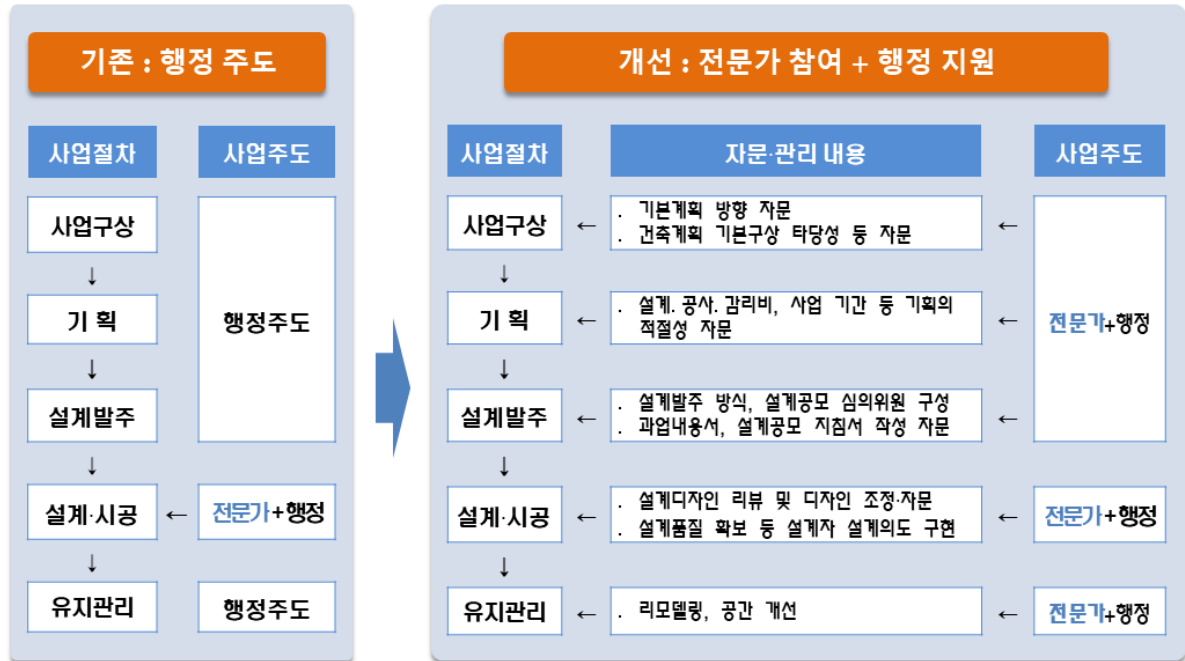 기존 : 행정 주도
사업절차
사업주도
사업구상
↓
기 획
↓
설계발주
↓
설계·시공
↓
유지관리
행정주도
←
전문가+행정
행정주도
개선 : 전문가 참여 + 행정 지원
사업절차
자문·관리 내용
사업주도
사업구상
←
. 기본계획 방향 자문
. 건축계획 기본구상 타당성 등 자문
←
↓
기 획
←
. 설계.공사.감리비, 사업 기간 등 기획의
적절성 자문
←
전문가+행정
↓
설계발주
←
. 설계발주 방식, 설계공모 심의위원 구성
. 과업내용서, 설계공모 지침서 작성 자문
←
↓
설계·시공
←
. 설계디자인 리뷰 및 디자인 조정·자문
. 설계품질 확보 등 설계자 설계의도 구현
←
전문가+행정
↓
유지관리
←
. 리모델링, 공간 개선
←
전문가+행정